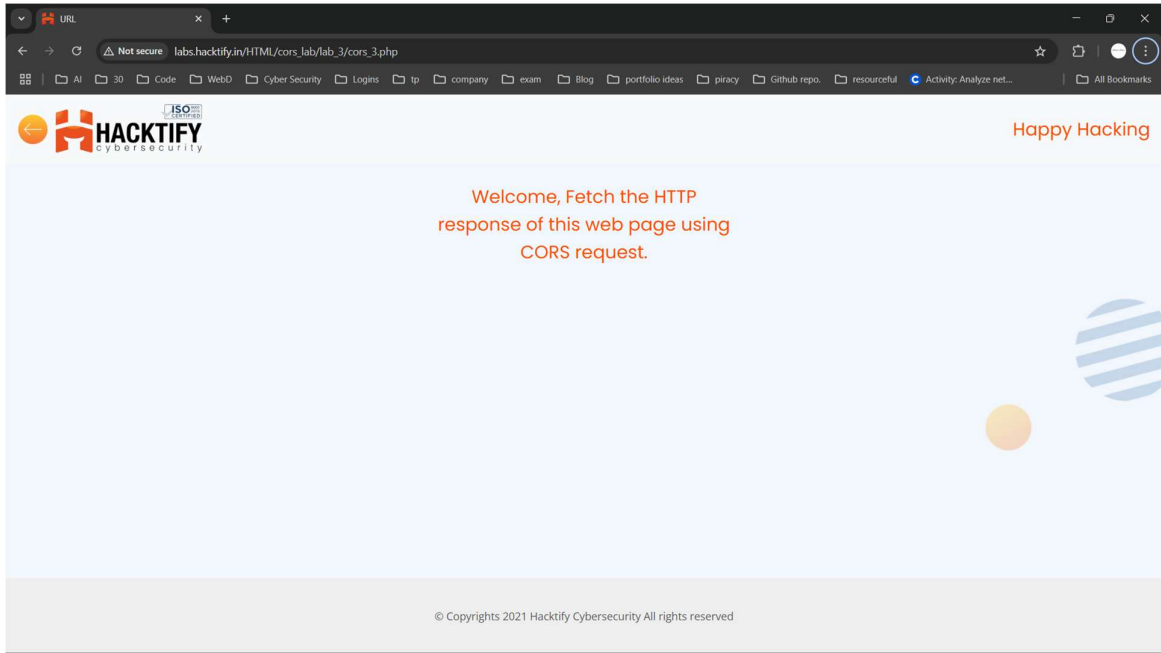 URL
Not secure labs.hacktify.in/HTML/cors_lab/lab_3/cors_3.php
AI 30 Code WebD Cyber Security Logins tp company exam Blog portfolio ideas piracy Github repo. resourceful C Activity: Analyze net... All Bookmarks
ISO
CERTIFIED
HACKTIFY
cybersecurity
Happy Hacking
Welcome, Fetch the HTTP
response of this web page using
CORS request.
© Copyrights 2021 Hacktify Cybersecurity All rights reserved